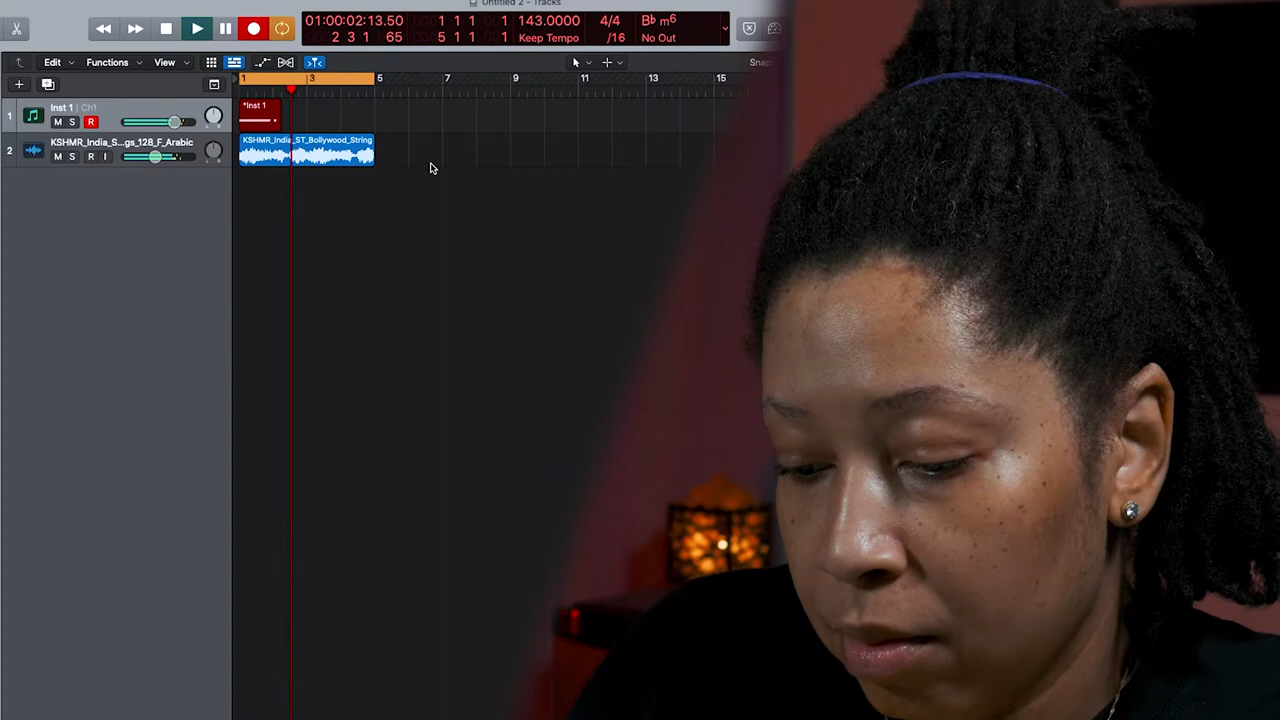 Untitled 2 - Tracks
01:00:02:13.50 1 1 1 143.0000 4/4 B♭ m6
2 3 1 65 5 1 1 1 Keep Tempo /16 No Out
Edit Functions View Snap
1 3 5 7 9 11 13 15
1 Inst 1 | Ch1
M S R
L R
*Inst 1
2 KSHMR_India_S...gs_128_F_Arabic
M S R I
L R
KSHMR_India_ST_Bollywood_String